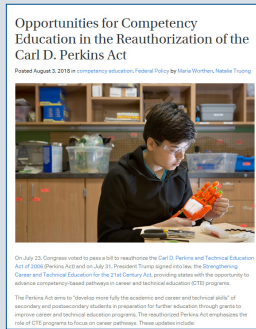 Opportunities for Competency
Education in the Reauthorization of the
Carl D. Perkins Act
Posted August 3, 2018 in competency education, Federal Policy by Maria Worthen, Natalie Truong
On July 23, Congress voted to pass a bill to reauthorize the Carl D. Perkins and Technical Education
Act of 2006 (Perkins Act) and on July 31, President Trump signed into law, the Strengthening
Career and Technical Education for the 21st Century Act; providing states with the opportunity to
advance competency-based pathways in career and technical education (CTE) programs.
The Perkins Act aims to "develop more fully the academic and career and technical skills" of
secondary and postsecondary students in preparation for further education through grants to
improve career and technical education programs. The reauthorized Perkins Act emphasizes the
role of CTE programs to focus on career pathways. These updates include: